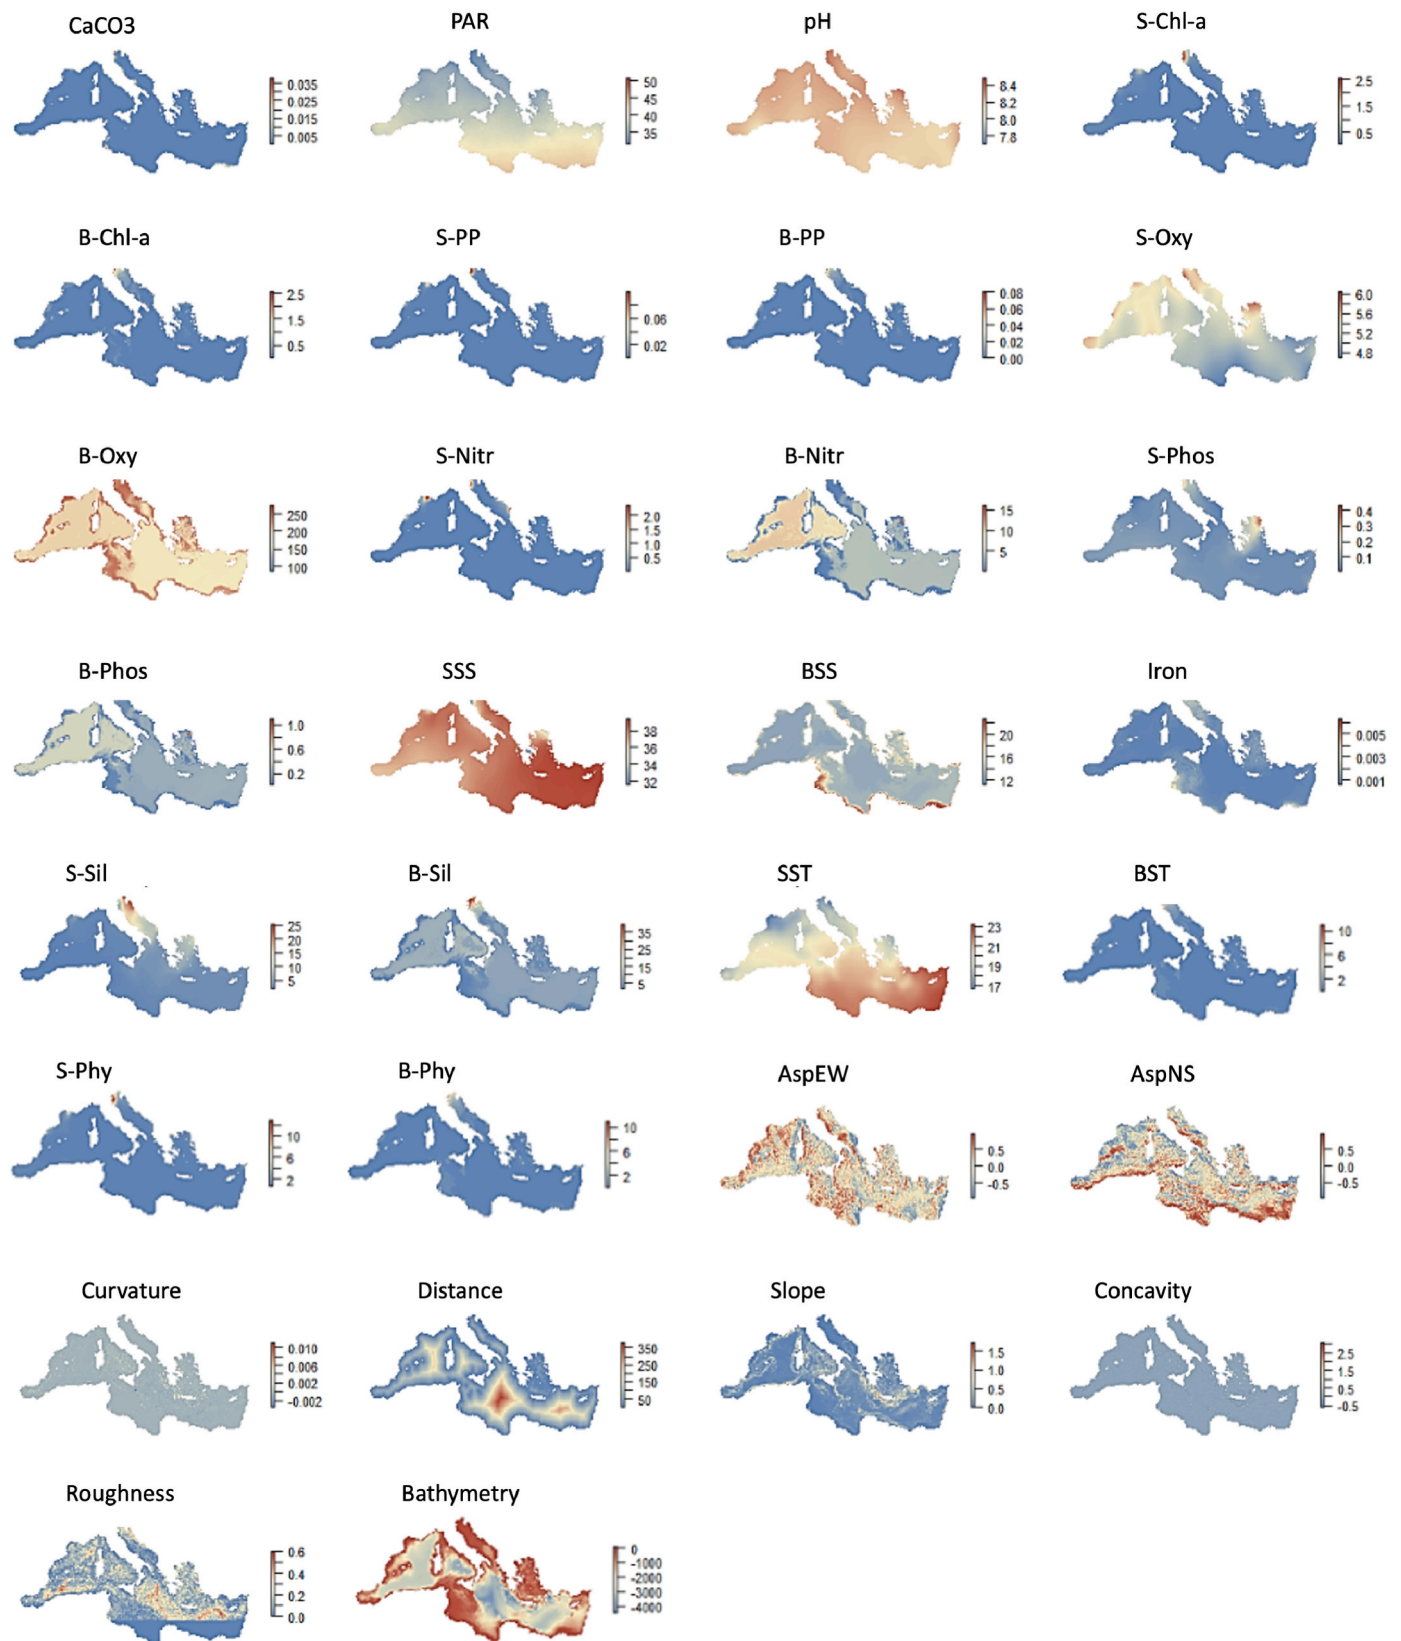 CaCO3 PAR pH S-Chl-a
0.035 50 8.4 2.5
0.025 45 8.2 1.5
0.015 40 8.0 0.5
0.005 35 7.8
B-Chl-a S-PP B-PP S-Oxy
2.5 0.06 0.08 6.0
1.5 0.02 0.06 5.6
0.5 0.04 5.2
0.02 4.8
0.00
B-Oxy S-Nitr B-Nitr S-Phos
250 2.0 15 0.4
200 1.5 10 0.3
150 1.0 5 0.2
100 0.5 0.1
B-Phos SSS BSS Iron
1.0 38 20 0.005
0.6 36 16 0.003
0.2 34 12 0.001
32
S-Sil B-Sil SST BST
25 35 23 10
20 25 21 6
15 15 19 2
10 5 17
5
S-Phy B-Phy AspEW AspNS
10 10 0.5 0.5
6 6 0.0 0.0
2 2 -0.5 -0.5
Curvature Distance Slope Concavity
0.010 350 1.5 2.5
0.006 250 1.0 1.5
0.002 150 0.5 0.5
-0.002 50 0.0 -0.5
Roughness Bathymetry
0.6 0
0.4 -1000
0.2 -2000
0.0 -3000
-4000